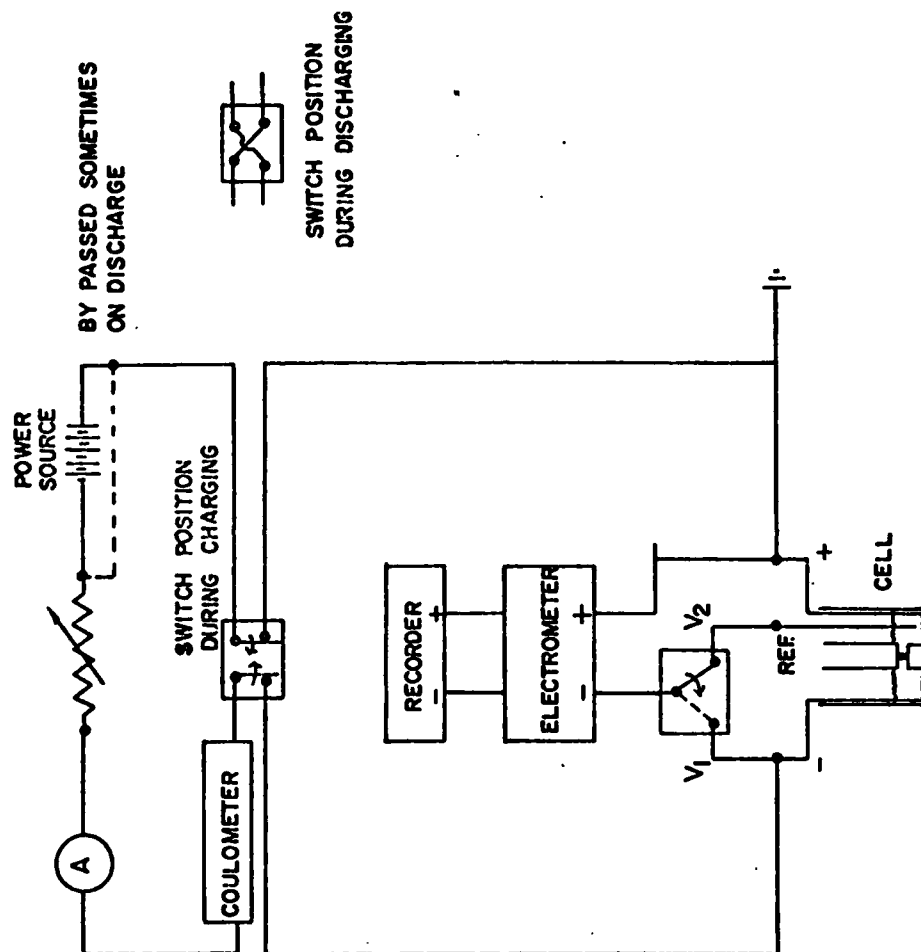 BY PASSED SOMETIMES
ON DISCHARGE
POWER
SOURCE
SWITCH POSITION
DURING DISCHARGING
SWITCH POSITION
DURING CHARGING
A
COULOMETER
RECORDER
-
+
ELECTROMETER
-
+
V1
V2
REF.
-
+
CELL